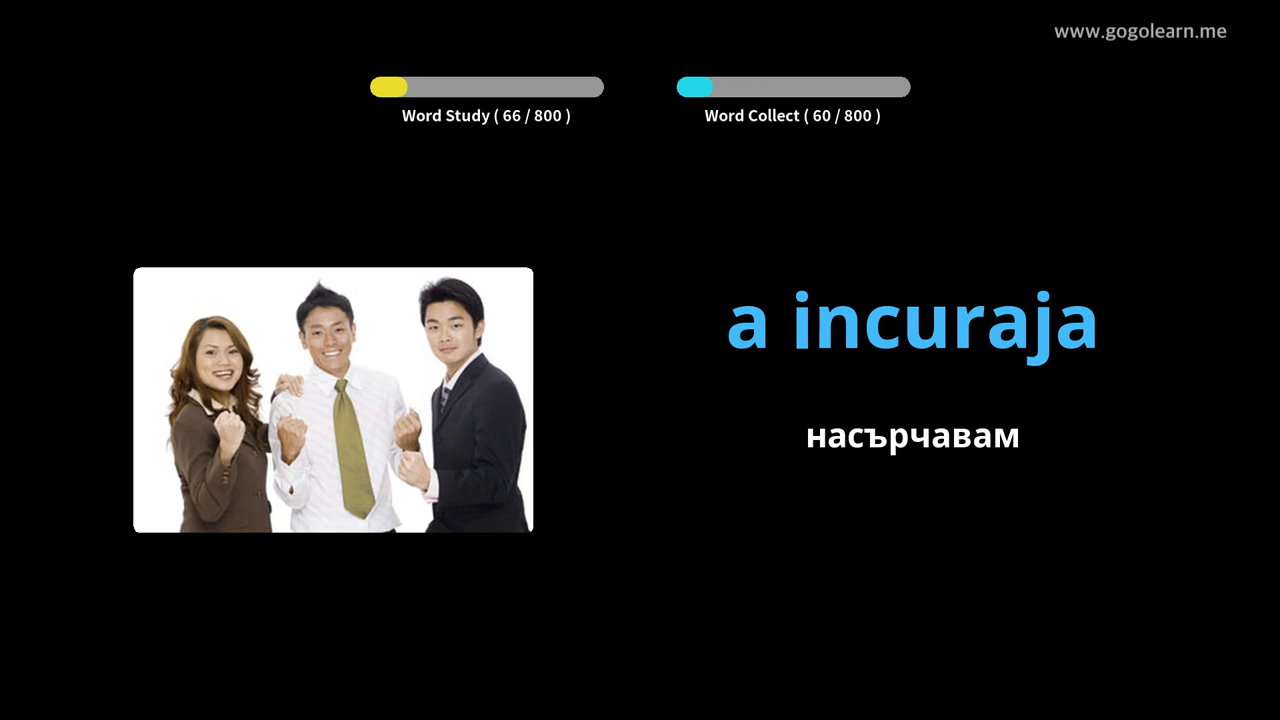 www.gogolearn.me
Word Study ( 66 / 800 )
Word Collect ( 60 / 800 )
a incuraja
насърчавам